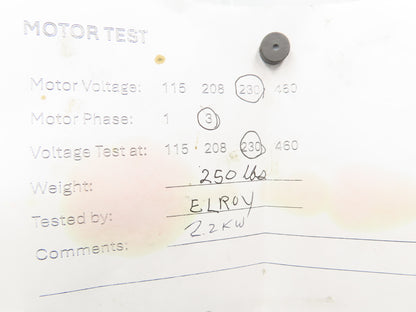 MOTOR TEST
Motor Voltage: 115 208 230 460
Motor Phase: 1 3
Voltage Test at: 115 208 230 460
Weight: 250 lbs
Tested by: ELROY
2.2KW
Comments: